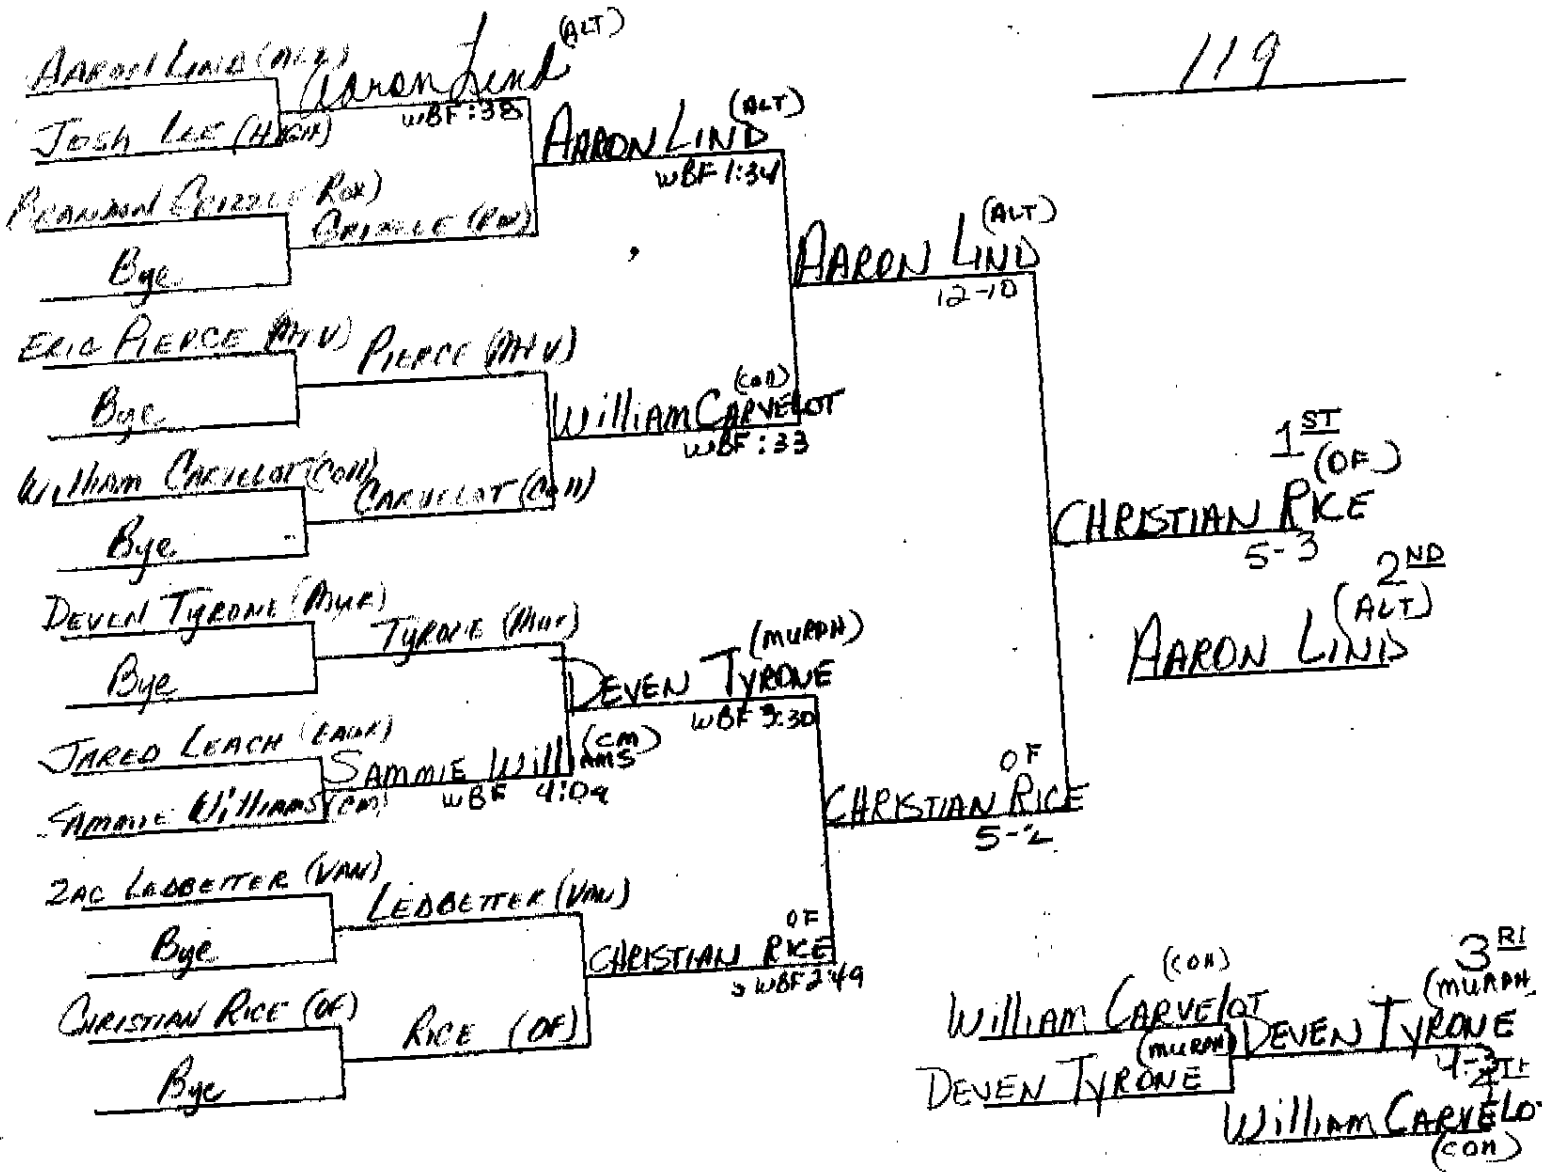 119
AARON LIND (ALT)
JOSH LEE (HUGH)
BRANDON GRIZZLE ROX)
Bye
ERIC PIERCE (MtV)
Bye
William CARVELOT (CON)
Bye
DEVEN TYRONE (MUR)
Bye
JARED LEACH
SAMMIE WilliAMS (CM)
ZAC LEDBETTER (VAN)
Bye
CHRISTIAN RICE (OF)
Bye
Aaron Lind (ALT)
WBF :38
GRIZZLE
PIERCE (MtV)
CARVELOT (CON)
TYRONE (MUR)
SAMMIE WilliAMS (CM)
WBF 4:09
LEDBETTER (VAN)
RICE (OF)
AARON LIND (ALT)
WBF 1:34
WilliAM CARVELOT (CON)
WBF :33
DEVEN TYRONE (MURPH)
WBF 3:30
CHRISTIAN RICE OF
WBF 2:49
AARON LIND (ALT)
12-10
CHRISTIAN RICE OF
5-2
1ST
(OF)
CHRISTIAN RICE
5-3
2ND
(ALT)
AARON LIND
WilliAM CARVELOT (CON)
DEVEN TYRONE (MURPH)
3RD
(MURPH
DEVEN TYRONE
4-3
4TH
WilliAM CARVELO
(CON)